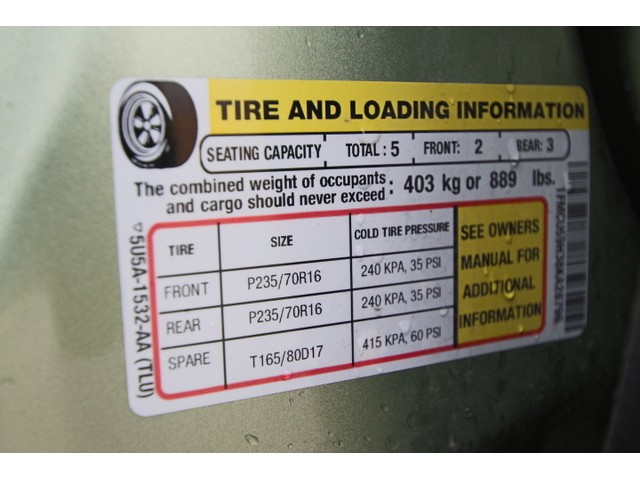 TIRE AND LOADING INFORMATION
SEATING CAPACITY TOTAL : 5 FRONT: 2 REAR: 3
The combined weight of occupants and cargo should never exceed : 403 kg or 889 lbs.
TIRE SIZE COLD TIRE PRESSURE
FRONT P235/70R16 240 KPA, 35 PSI
REAR P235/70R16 240 KPA, 35 PSI
SPARE T165/80D17 415 KPA, 60 PSI
SEE OWNERS
MANUAL FOR
ADDITIONAL
INFORMATION
5U5A-1532-AA (TLU)